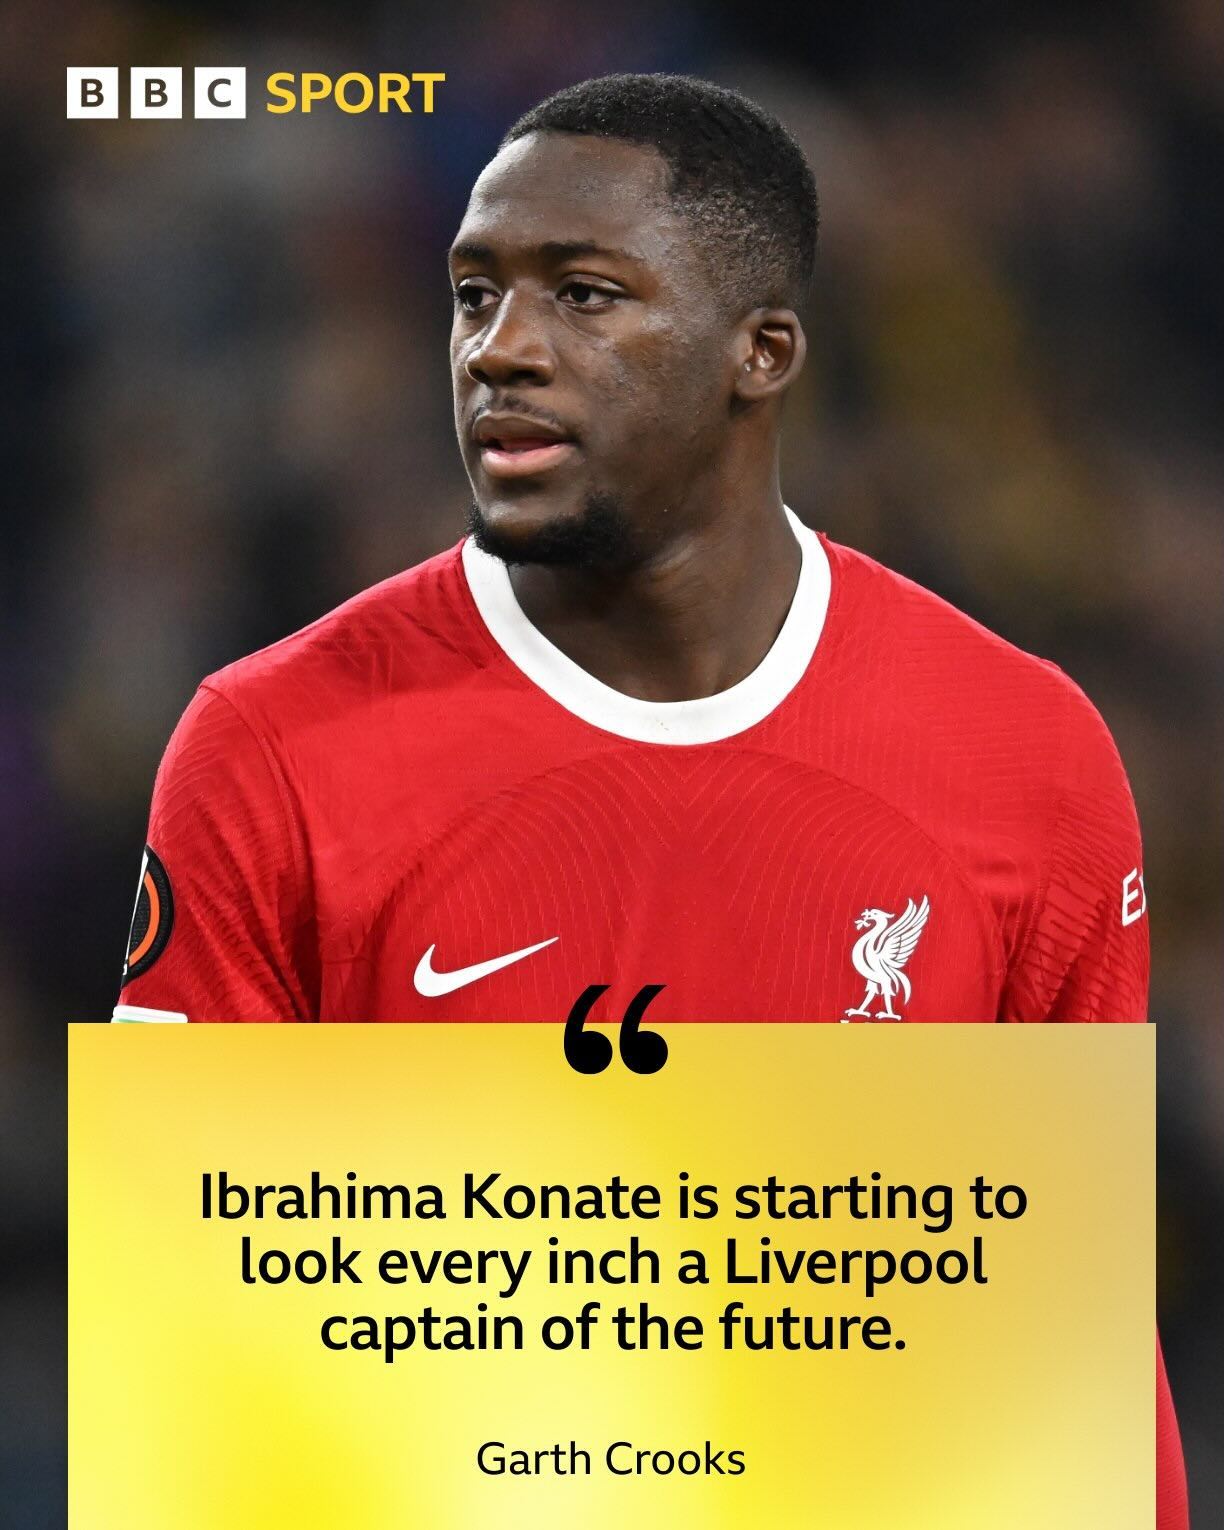 BBC SPORT
“
Ibrahima Konate is starting to
look every inch a Liverpool
captain of the future.
Garth Crooks